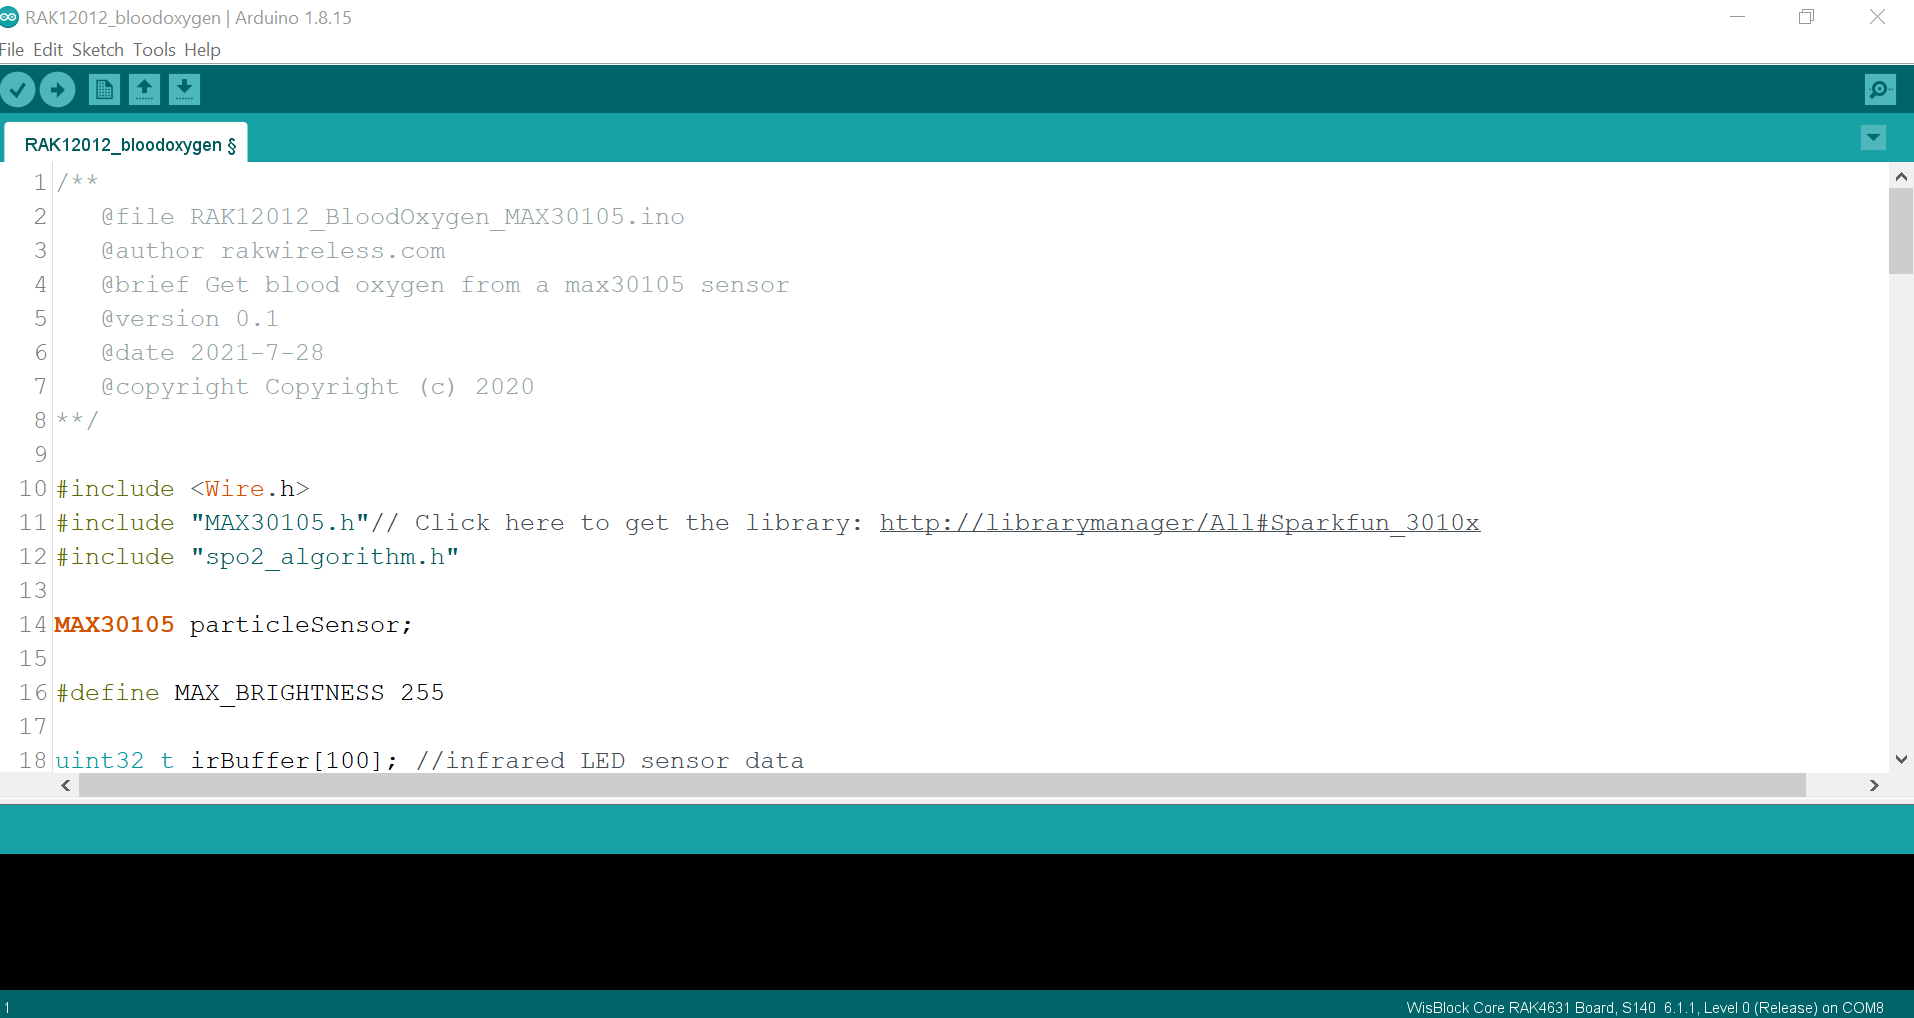 RAK12012_bloodoxygen | Arduino 1.8.15
File Edit Sketch Tools Help
RAK12012_bloodoxygen §
1 /**
2 @file RAK12012_BloodOxygen_MAX30105.ino
3 @author rakwireless.com
4 @brief Get blood oxygen from a max30105 sensor
5 @version 0.1
6 @date 2021-7-28
7 @copyright Copyright (c) 2020
8 **/
9
10 #include <Wire.h>
11 #include "MAX30105.h"// Click here to get the library: http://librarymanager/All#Sparkfun_3010x
12 #include "spo2_algorithm.h"
13
14 MAX30105 particleSensor;
15
16 #define MAX_BRIGHTNESS 255
17
18 uint32 t irBuffer[100]; //infrared LED sensor data
1
WisBlock Core RAK4631 Board, S140 6.1.1, Level 0 (Release) on COM8